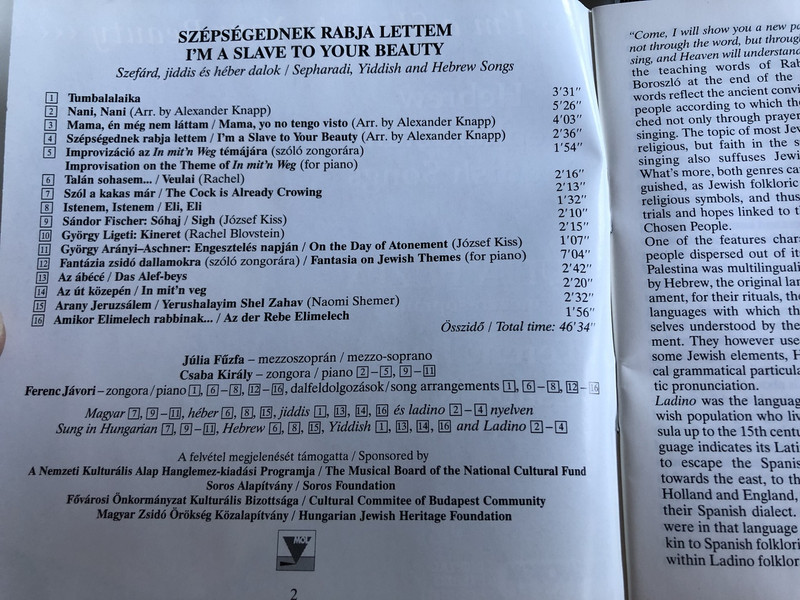 SZÉPSÉGEDNEK RABJA LETTEM
I'M A SLAVE TO YOUR BEAUTY
Szefárd, jiddis és héber dalok / Sepharadi, Yiddish and Hebrew Songs
1 Tumbalalaika 3'31"
2 Nani, Nani (Arr. by Alexander Knapp) 5'26"
3 Mama, én még nem láttam / Mama, yo no tengo visto (Arr. by Alexander Knapp) 4'03"
4 Szépségednek rabja lettem / I'm a Slave to Your Beauty (Arr. by Alexander Knapp) 2'36"
5 Improvizáció az In mit'n Weg témájára (szóló zongorára) 1'54"
Improvisation on the Theme of In mit'n Weg (for piano)
6 Talán sohasem... / Veulai (Rachel) 2'16"
7 Szól a kakas már / The Cock is Already Crowing 2'13"
8 Istenem, Istenem / Eli, Eli 1'32"
9 Sándor Fischer: Sóhaj / Sigh (József Kiss) 2'10"
10 György Ligeti: Kineret (Rachel Blovstein) 2'15"
11 György Arányi–Aschner: Engesztelés napján / On the Day of Atonement (József Kiss) 1'07"
12 Fantázia zsidó dallamokra (szóló zongorára) / Fantasia on Jewish Themes (for piano) 7'04"
13 Az ábécé / Das Alef-beys 2'42"
14 Az út közepén / In mit'n veg 2'20"
15 Arany Jeruzsálem / Yerushalayim Shel Zahav (Naomi Shemer) 2'32"
16 Amikor Elimelech rabbinak... / Az der Rebe Elimelech 1'56"
Összidő / Total time: 46'34"
Júlia Fűzfa – mezzoszoprán / mezzo-soprano
Csaba Király – zongora / piano 2–5, 9–11
Ferenc Jávori – zongora / piano 1, 6–8, 12–16, dalfeldolgozások/song arrangements 1, 6–8, 12–16
Magyar 7, 9–11, héber 6, 8, 15, jiddis 1, 13, 14, 16 és ladino 2–4 nyelven
Sung in Hungarian 7, 9–11, Hebrew 6, 8, 15, Yiddish 1, 13, 14, 16 and Ladino 2–4
A felvétel megjelenését támogatta / Sponsored by
A Nemzeti Kulturális Alap Hanglemez-kiadási Programja / The Musical Board of the National Cultural Fund
Soros Alapítvány / Soros Foundation
Fővárosi Önkormányzat Kulturális Bizottsága / Cultural Commitee of Budapest Community
Magyar Zsidó Örökség Közalapítvány / Hungarian Jewish Heritage Foundation
MOL
2
"Come, I will show you a new
not through the word, but throug
sing, and Heaven will understan
the teaching words of Rab
Boroszló at the end of the
words reflect the ancient convi
people according to which the
ched not only through prayer
singing. The topic of most Jew
religious, but faith in the s
singing also suffuses Jewi
What's more, both genres ca
guished, as Jewish folkloric
religious symbols, and thus
trials and hopes linked to t
Chosen People.
One of the features char
people dispersed out of it
Palestina was multilinguali
by Hebrew, the original lan
ament, for their rituals, the
languages with which th
selves understood by the
ment. They however use
some Jewish elements, H
cal grammatical particula
tic pronunciation.
Ladino was the languag
wish population who liv
sula up to the 15th centu
guage indicates its Lati
to escape the Spanis
towards the east, to th
Holland and England,
their Spanish dialect.
were in that language
kin to Spanish folklori
within Ladino folklor